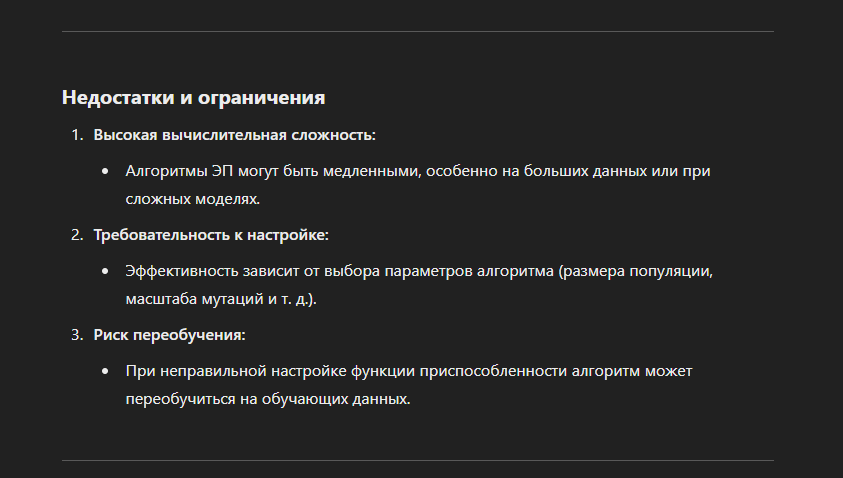 Недостатки и ограничения
1. Высокая вычислительная сложность:
• Алгоритмы ЭП могут быть медленными, особенно на больших данных или при
сложных моделях.
2. Требовательность к настройке:
• Эффективность зависит от выбора параметров алгоритма (размера популяции,
масштаба мутаций и т. д.).
3. Риск переобучения:
• При неправильной настройке функции приспособленности алгоритм может
переобучиться на обучающих данных.